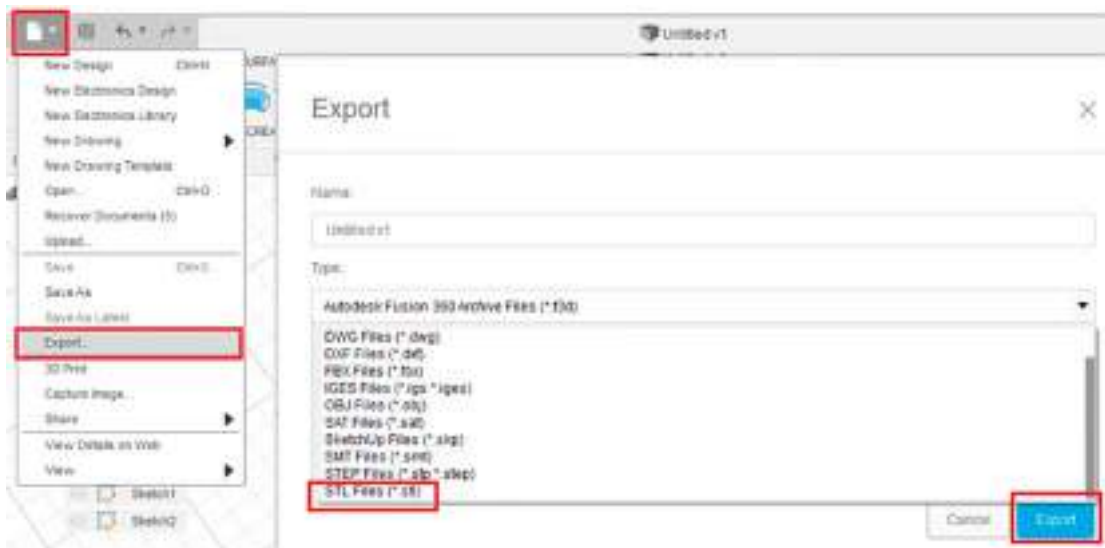 Untitled v1
New Design Ctrl+N
New Electronics Design
New Electronics Library
New Drawing
New Drawing Template
Open... Ctrl+O
Recover Documents (5)
Upload...
Save Ctrl+S
Save As
Save As Latest
Export...
3D Print
Capture Image...
Share
View Details on Web
View
Sketch1
Sketch2
Export
Name:
Untitled v1
Type:
Autodesk Fusion 360 Archive Files (*.f3d)
DWG Files (*.dwg)
DXF Files (*.dxf)
FBX Files (*.fbx)
IGES Files (*.igs *.iges)
OBJ Files (*.obj)
SAT Files (*.sat)
SketchUp Files (*.skp)
SMT Files (*.smt)
STEP Files (*.stp *.step)
STL Files (*.stl)
Cancel Export